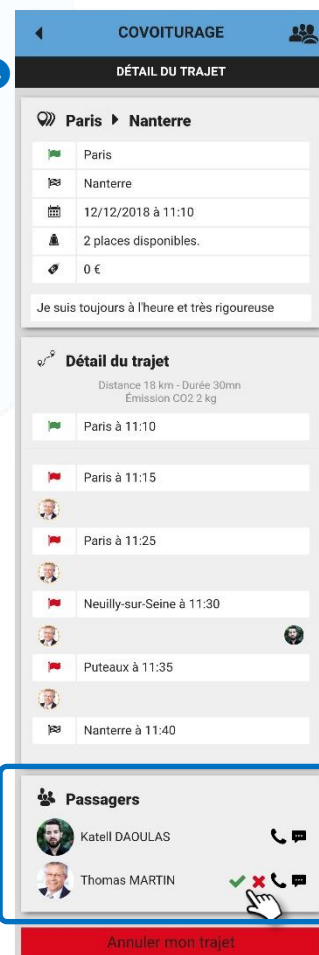 COVOITURAGE
DÉTAIL DU TRAJET
Paris Nanterre
Paris
Nanterre
12/12/2018 à 11:10
2 places disponibles.
0 €
Je suis toujours à l'heure et très rigoureuse
Détail du trajet
Distance 18 km - Durée 30mn
Émission CO2 2 kg
Paris à 11:10
Paris à 11:15
Paris à 11:25
Neuilly-sur-Seine à 11:30
Puteaux à 11:35
Nanterre à 11:40
Passagers
Katell DAOULAS
Thomas MARTIN
Annuler mon trajet